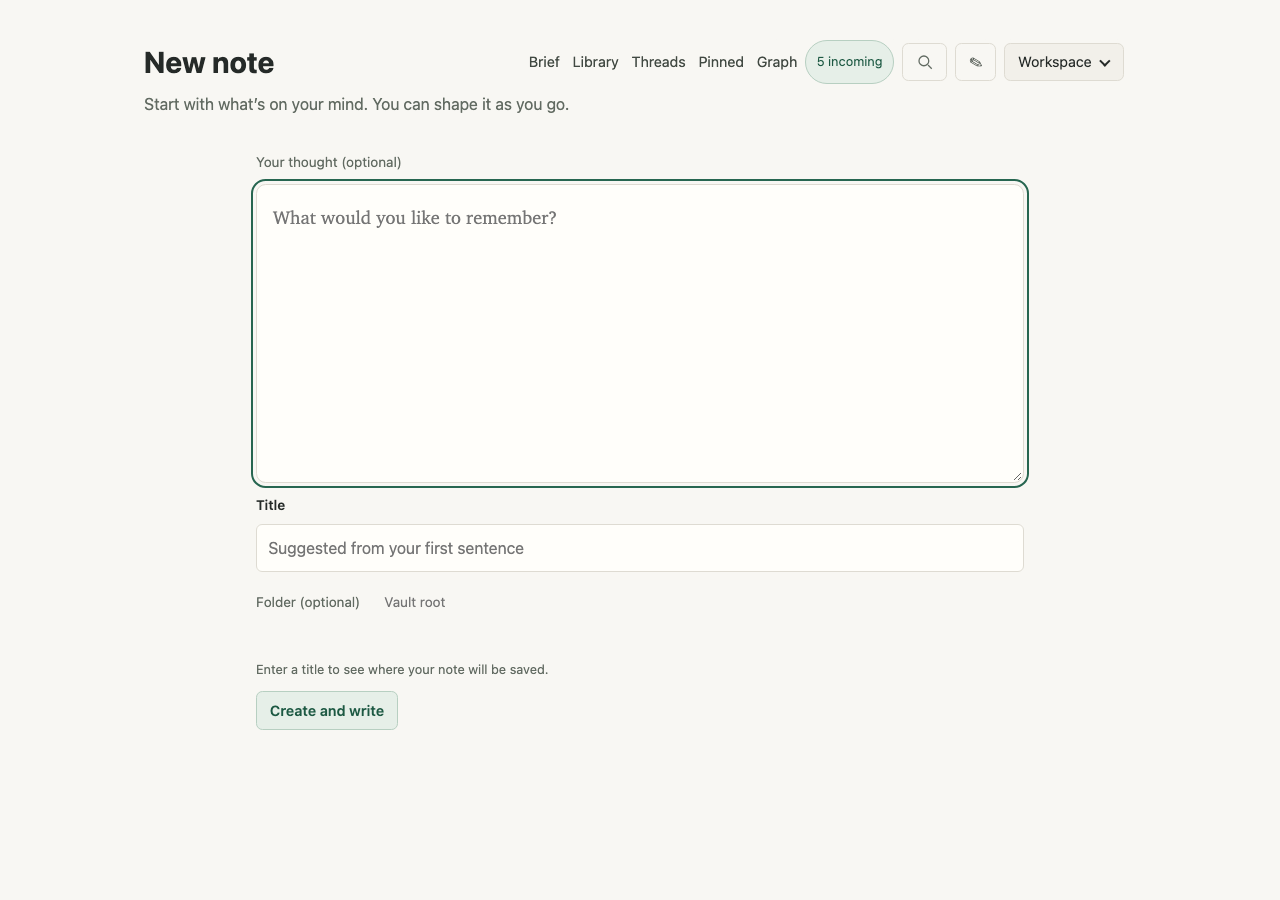 New note
Brief Library Threads Pinned Graph 5 incoming Workspace
Start with what’s on your mind. You can shape it as you go.
Your thought (optional)
What would you like to remember?
Title
Suggested from your first sentence
Folder (optional) Vault root
Enter a title to see where your note will be saved.
Create and write